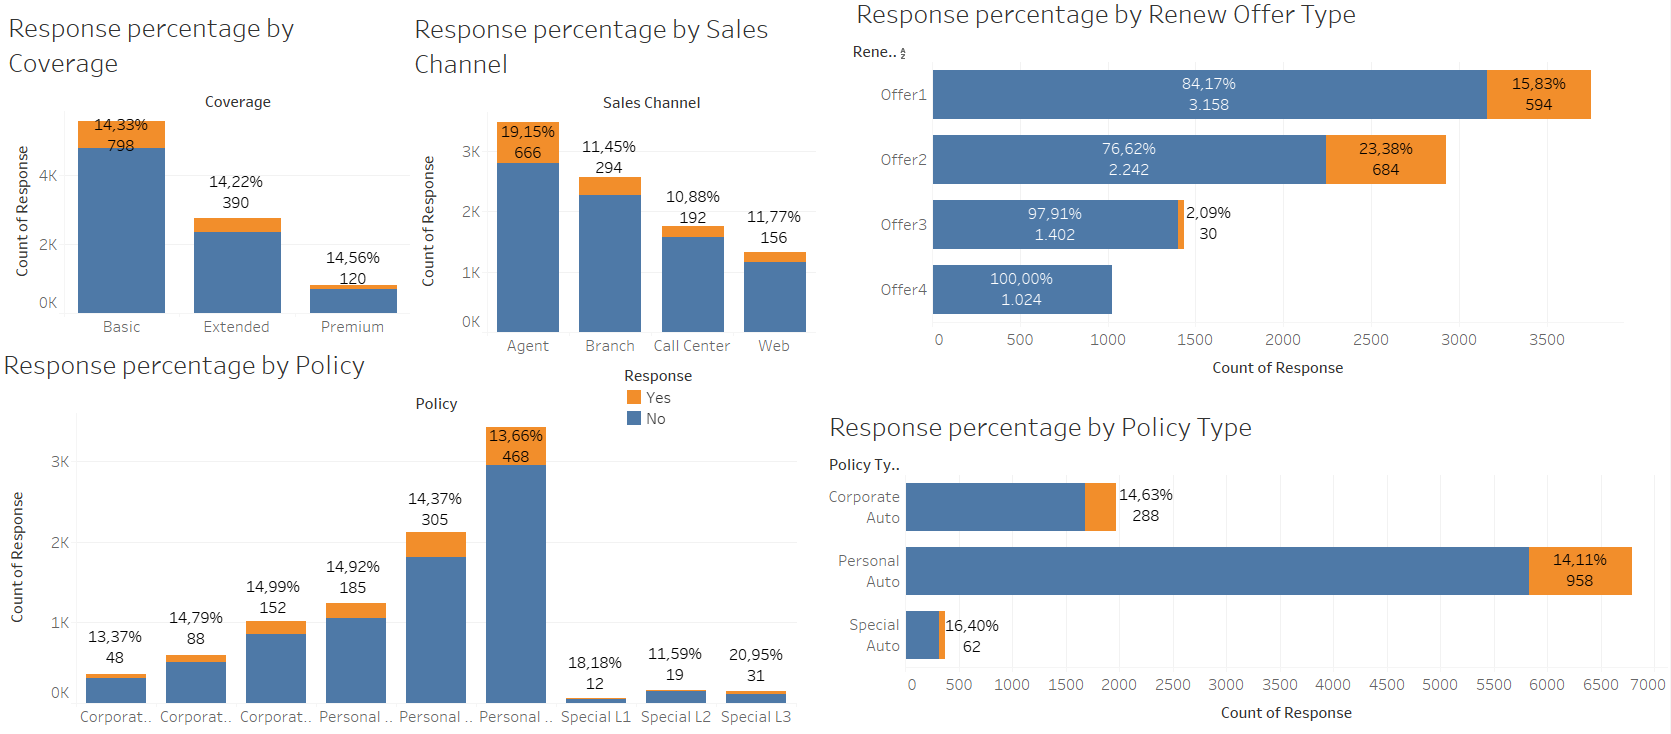 Response percentage by
Coverage
Coverage
Count of Response
4K
2K
0K
14,33%
798
14,22%
390
14,56%
120
Basic
Extended
Premium
Response percentage by Sales
Channel
Sales Channel
Count of Response
3K
2K
1K
0K
19,15%
666
11,45%
294
10,88%
192
11,77%
156
Agent
Branch
Call Center
Web
Response percentage by Renew Offer Type
Rene..
Offer1
84,17%
3.158
15,83%
594
Offer2
76,62%
2.242
23,38%
684
Offer3
97,91%
1.402
2,09%
30
Offer4
100,00%
1.024
0
500
1000
1500
2000
2500
3000
3500
Count of Response
Response percentage by Policy
Response
Yes
No
Policy
Count of Response
3K
2K
1K
0K
13,37%
48
14,79%
88
14,99%
152
14,92%
185
14,37%
305
13,66%
468
18,18%
12
11,59%
19
20,95%
31
Corporat..
Corporat..
Corporat..
Personal ..
Personal ..
Personal ..
Special L1
Special L2
Special L3
Response percentage by Policy Type
Policy Ty..
Corporate
Auto
14,63%
288
Personal
Auto
14,11%
958
Special
Auto
16,40%
62
0
500
1000
1500
2000
2500
3000
3500
4000
4500
5000
5500
6000
6500
7000
Count of Response